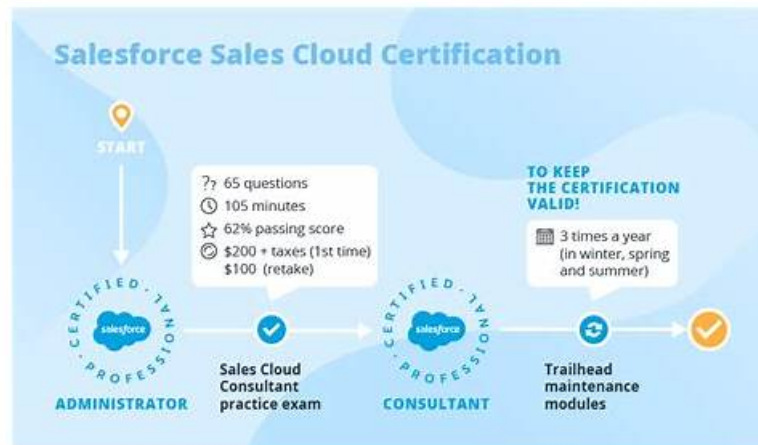 Salesforce Sales Cloud Certification
START
?? 65 questions
105 minutes
62% passing score
$200 + taxes (1st time)
$100 (retake)
TO KEEP
THE CERTIFICATION
VALID!
3 times a year
(in winter, spring
and summer)
CERTIFIED · PROFESSIONAL ·
salesforce
ADMINISTRATOR
Sales Cloud
Consultant
practice exam
CERTIFIED · PROFESSIONAL ·
salesforce
CONSULTANT
Trailhead
maintenance
modules